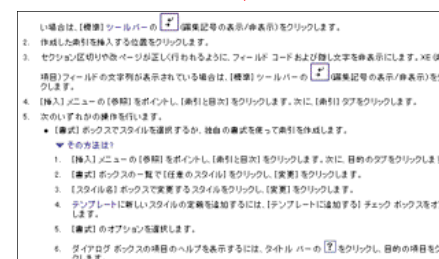 い場合は、[標準] ツールバーの (編集記号の表示/非表示) をクリックします。
2. 作成した索引を挿入する位置をクリックします。
3. セクション区切りや改ページが正しく行われるように、フィールド コードおよび隠し文字を非表示にします。XE (索
項目) フィールドの文字列が表示されている場合は、[標準] ツールバーの (編集記号の表示/非表示) を
クします。
4. [挿入] メニューの [参照] をポイントし、[索引と目次] をクリックします。次に、[索引] タブをクリックします。
5. 次のいずれかの操作を行います。
• [書式] ボックスでスタイルを選択するか、独自の書式を使って索引を作成します。
▼ その方法は?
1. [挿入] メニューの [参照] をポイントし、[索引と目次] をクリックします。次に、目的のタブをクリックしま
2. [書式] ボックスの一覧で [任意のスタイル] をクリックし、[変更] をクリックします。
3. [スタイル名] ボックスで変更するスタイルをクリックし、[変更] をクリックします。
4. テンプレートに新しいスタイルの定義を追加するには、[テンプレートに追加する] チェック ボックスをオ
します。
5. [書式] のオプションを選択します。
6. ダイアログ ボックスの項目のヘルプを表示するには、タイトル バーの ? をクリックし、目的の項目を